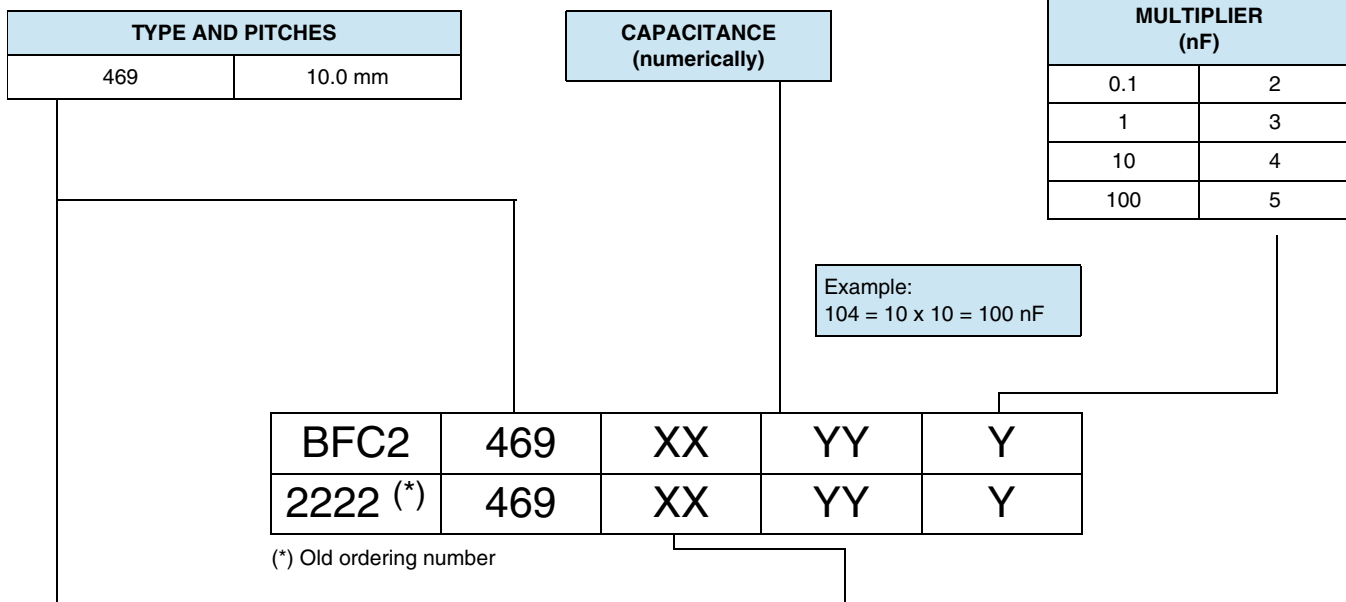 TYPE AND PITCHES
469 10.0 mm
CAPACITANCE
(numerically)
MULTIPLIER
(nF)
0.1 2
1 3
10 4
100 5
Example:
104 = 10 x 10 = 100 nF
BFC2 469 XX YY Y
2222 (*) 469 XX YY Y
(*) Old ordering number